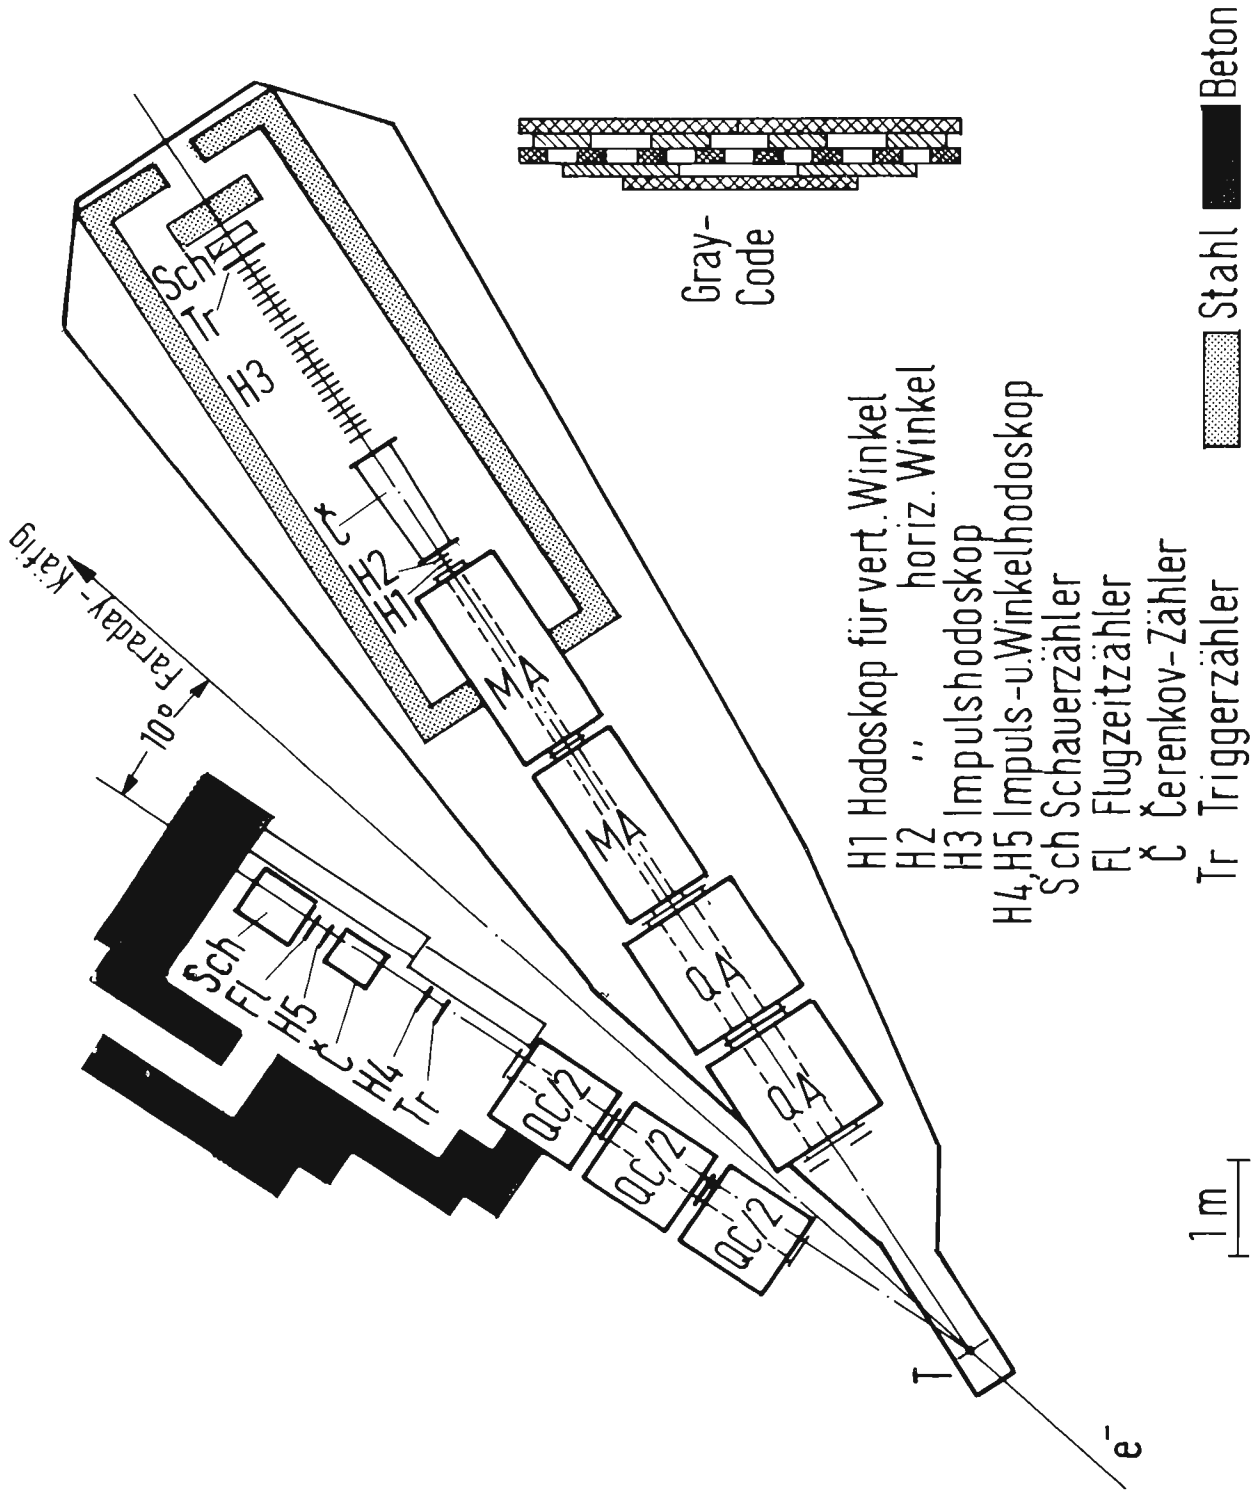 Faraday-Käfig
10°
Sch
Fl
H5
Č
H4
Tr
QC/2
QC/2
QC/2
Sch
Tr
H3
Č
H2
H1
MA
MA
QA
QA
T
e⁻
Gray-
Code
H1 Hodoskop für vert. Winkel
H2 ,, horiz. Winkel
H3 Impulshodoskop
H4,H5 Impuls-u.Winkelhodoskop
Sch Schauerzähler
Fl Flugzeitzähler
Č Čerenkov-Zähler
Tr Triggerzähler
1m
Stahl
Beton